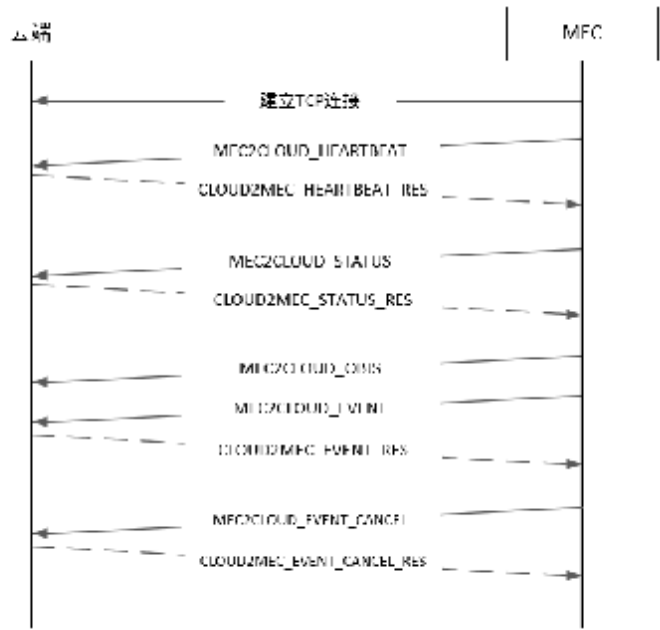 云端
MEC
建立TCP连接
MEC2CLOUD_HEARTBEAT
CLOUD2MEC_HEARTBEAT_RES
MEC2CLOUD_STATUS
CLOUD2MEC_STATUS_RES
MEC2CLOUD_OBJS
MEC2CLOUD_EVENT
CLOUD2MEC_EVENT_RES
MEC2CLOUD_EVENT_CANCEL
CLOUD2MEC_EVENT_CANCEL_RES